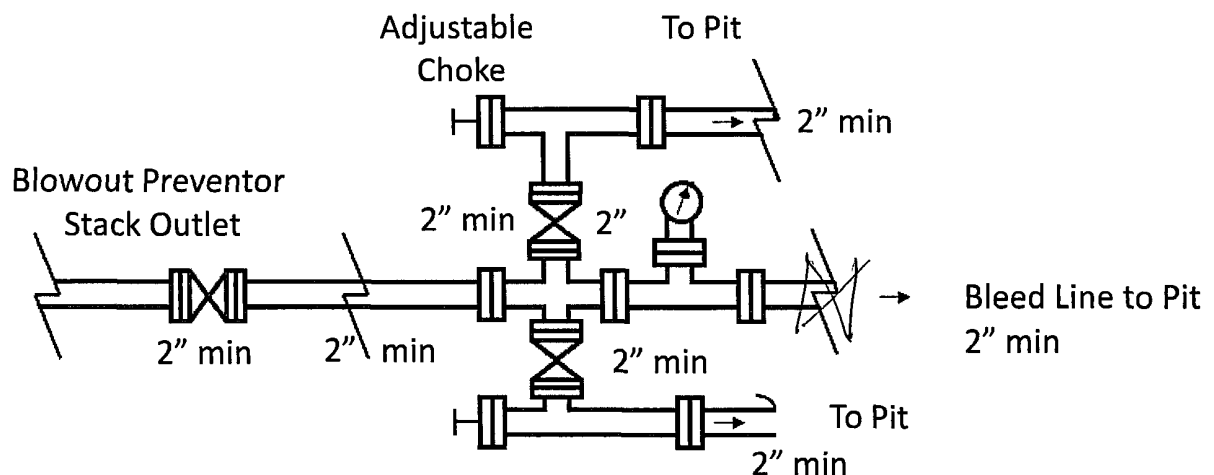 Adjustable
Choke
To Pit
2” min
Blowout Preventor
Stack Outlet
2” min
2”
Bleed Line to Pit
2” min
2” min
2” min
2” min
To Pit
2” min